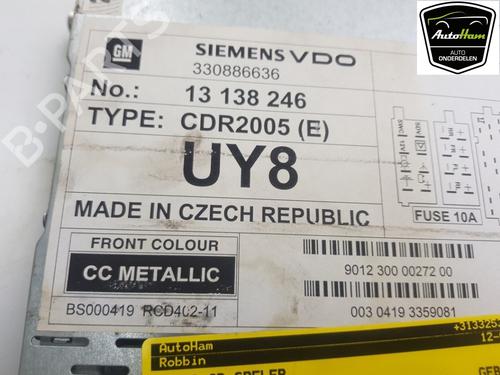 AutoHam
AUTO
ONDERDELEN
GM
SIEMENS VDO
330886636
No.: 13 138 246
TYPE: CDR2005 (E)
UY8
MADE IN CZECH REPUBLIC
FUSE 10A
FRONT COLOUR
CC METALLIC
9012 300 00272 00
BS000419 RCD402-11
003 0419 3359081
B-PARTS
AutoHam
Robbin